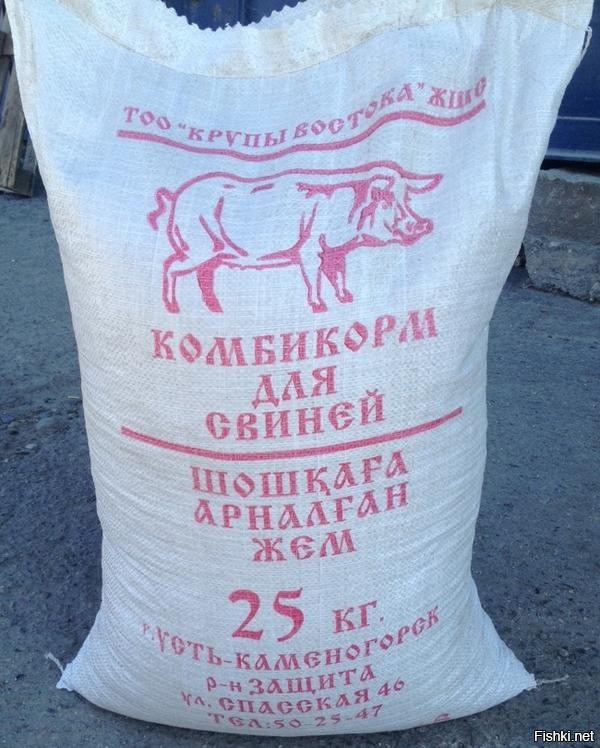 ТОО "КРУПЫ ВОСТОКА" ЖШС
КОМБИКОРМ
ДЛЯ
СВИНЕЙ
ШОШҚАҒА
АРНАЛҒАН
ЖЕМ
25 КГ.
г.УСТЬ-КАМЕНОГОРСК
Р-Н ЗАЩИТА
УЛ. СПАССКАЯ 46
ТЕЛ:50-25-47
Fishki.net